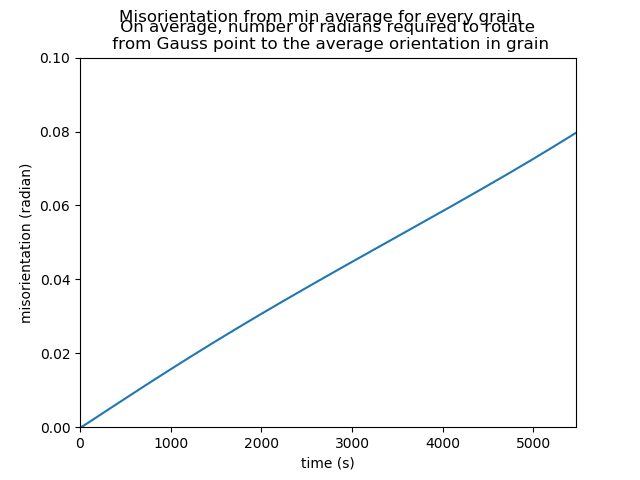 Misorientation from min average for every grain
On average, number of radians required to rotate
from Gauss point to the average orientation in grain
0.10
0.08
0.06
0.04
0.02
0.00
misorientation (radian)
0 1000 2000 3000 4000 5000
time (s)